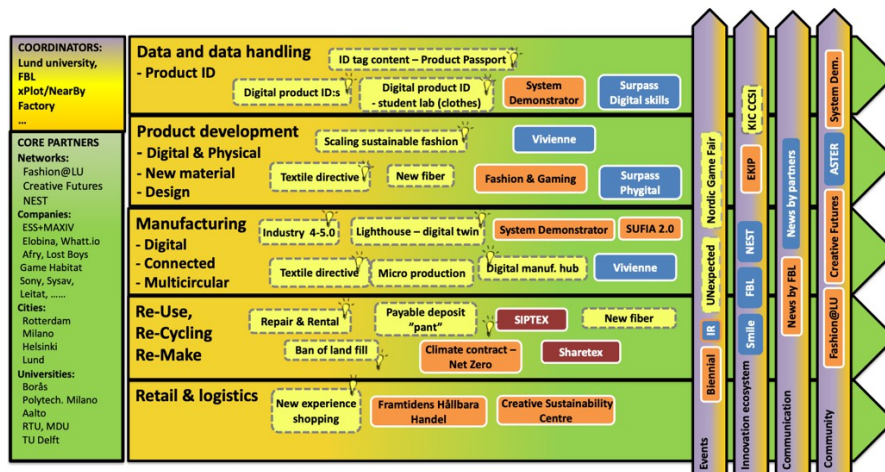 COORDINATORS:
Lund university,
FBL
xPlot/NearBy
Factory
...
CORE PARTNERS
Networks:
Fashion@LU
Creative Futures
NEST
Companies:
ESS+MAXIV
Elobina, Whatt.io
Afry, Lost Boys
Game Habitat
Sony, Sysav,
Leitat, ......
Cities:
Rotterdam
Milano
Helsinki
Lund
Universities:
Borås
Polytech. Milano
Aalto
RTU, MDU
TU Delft
Data and data handling
- Product ID
ID tag content – Product Passport
Digital product ID:s
Digital product ID
- student lab (clothes)
System
Demonstrator
Surpass
Digital skills
Product development
- Digital & Physical
- New material
- Design
Scaling sustainable fashion
Vivienne
Textile directive
New fiber
Fashion & Gaming
Surpass
Phygital
Manufacturing
- Digital
- Connected
- Multicircular
Industry 4-5.0
Lighthouse – digital twin
System Demonstrator
SUFIA 2.0
Textile directive
Micro production
Digital manuf. hub
Vivienne
Re-Use,
Re-Cycling
Re-Make
Repair & Rental
Payable deposit
"pant"
SIPTEX
New fiber
Ban of land fill
Climate contract –
Net Zero
Sharetex
Retail & logistics
New experience
shopping
Framtidens Hållbara
Handel
Creative Sustainability
Centre
Events
Biennial
IR
UNexpected
Nordic Game Fair
Innovation ecosystem
Smile
FBL
NEST
EKIP
KIC CCSI
Communication
News by FBL
News by partners
Community
Fashion@LU
Creative Futures
ASTER
System Dem.